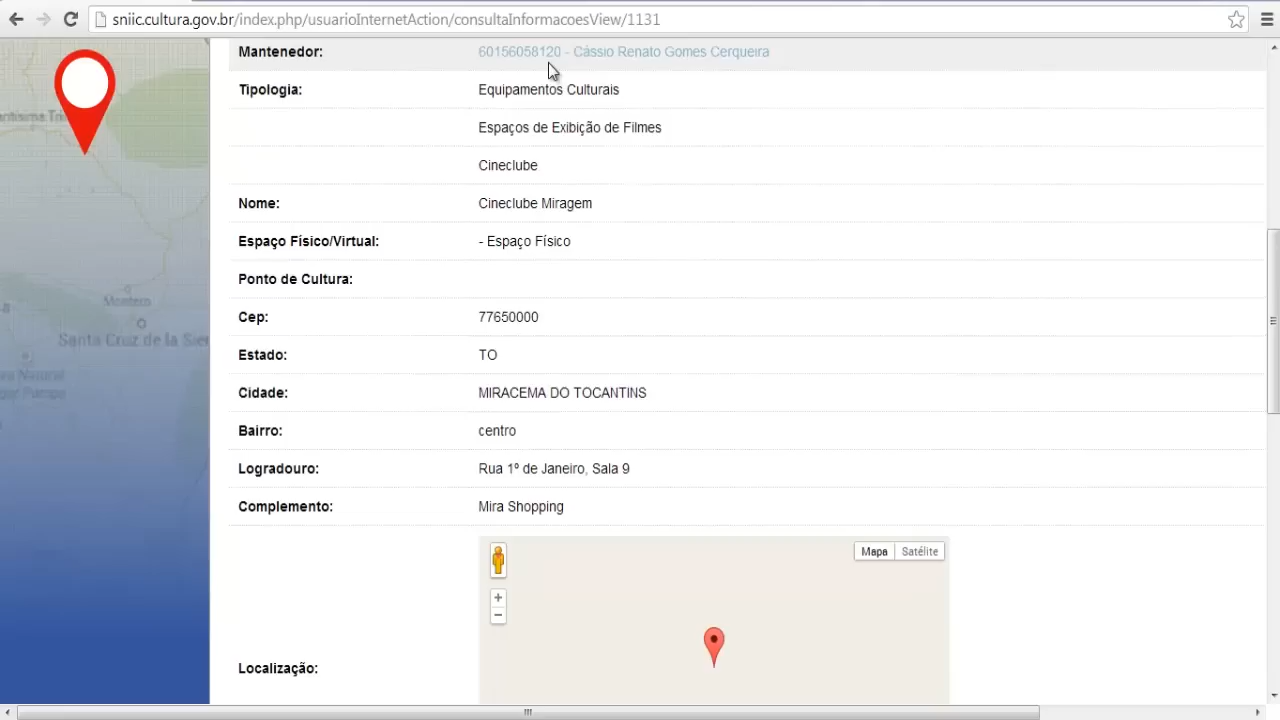 sniic.cultura.gov.br/index.php/usuarioInternetAction/consultaInformacoesView/1131
Mantenedor: 60156058120 - Cássio Renato Gomes Cerqueira
Tipologia: Equipamentos Culturais
Espaços de Exibição de Filmes
Cineclube
Nome: Cineclube Miragem
Espaço Físico/Virtual: - Espaço Físico
Ponto de Cultura:
Cep: 77650000
Estado: TO
Cidade: MIRACEMA DO TOCANTINS
Bairro: centro
Logradouro: Rua 1º de Janeiro, Sala 9
Complemento: Mira Shopping
Mapa Satélite
Localização:
Montero
Santa Cruz de la Sier